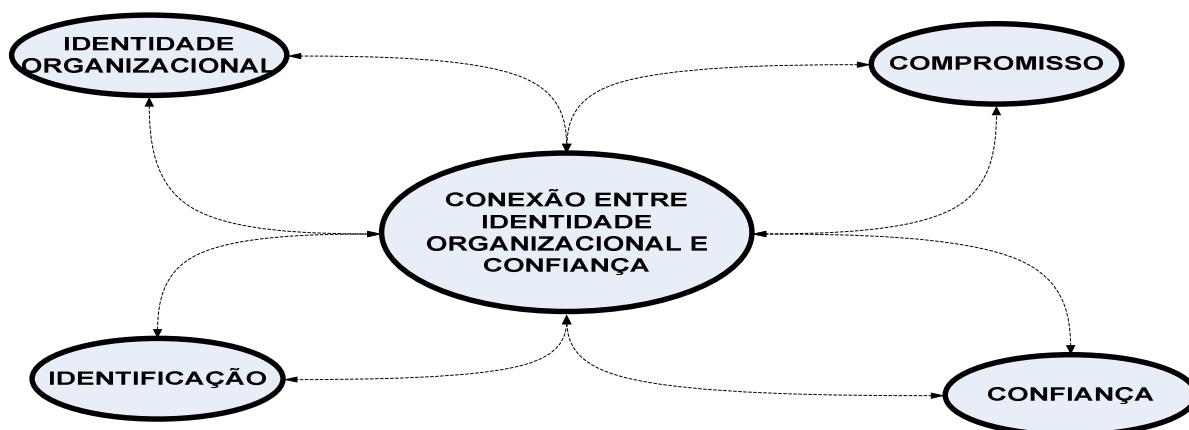 IDENTIDADE
ORGANIZACIONAL
COMPROMISSO
CONEXÃO ENTRE
IDENTIDADE
ORGANIZACIONAL E
CONFIANÇA
IDENTIFICAÇÃO
CONFIANÇA